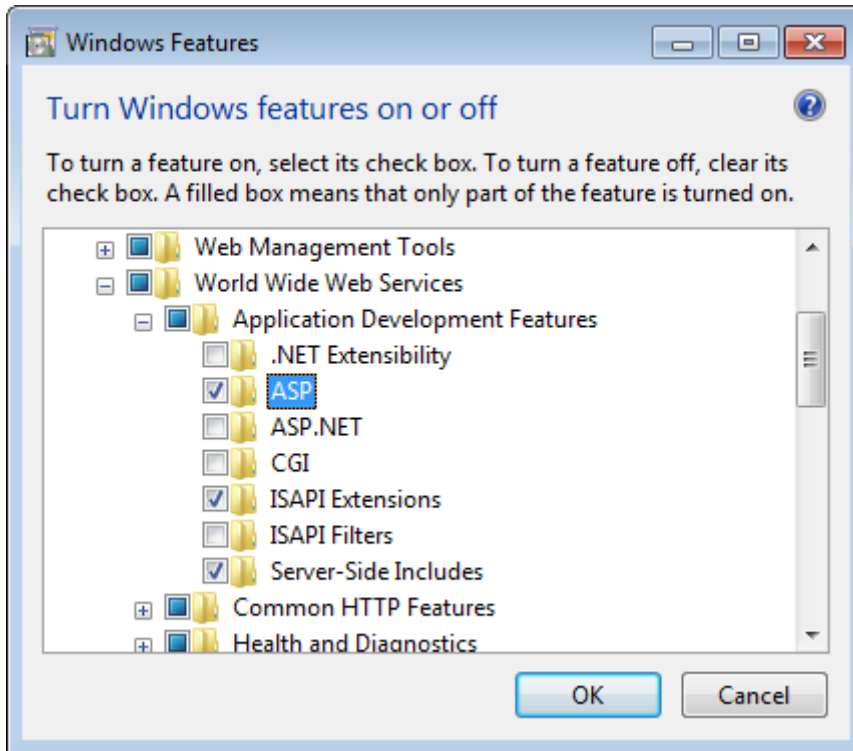 Windows Features
Turn Windows features on or off
To turn a feature on, select its check box. To turn a feature off, clear its
check box. A filled box means that only part of the feature is turned on.
Web Management Tools
World Wide Web Services
Application Development Features
.NET Extensibility
ASP
ASP.NET
CGI
ISAPI Extensions
ISAPI Filters
Server-Side Includes
Common HTTP Features
Health and Diagnostics
OK Cancel